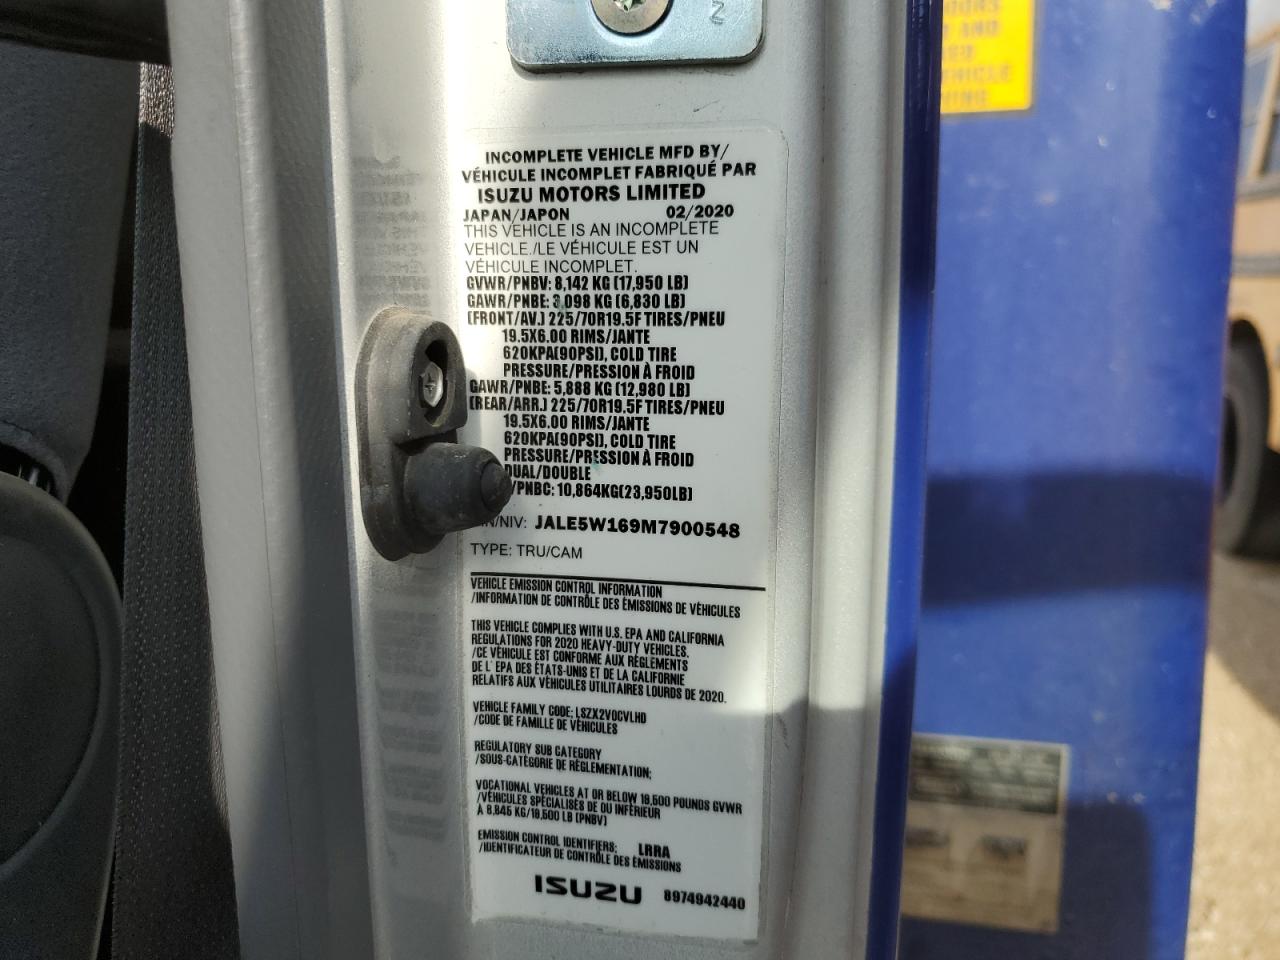 N
OURS
AND
INCOMPLETE VEHICLE MFD BY/
VÉHICULE INCOMPLET FABRIQUÉ PAR
ISUZU MOTORS LIMITED
JAPAN/JAPON 02/2020
THIS VEHICLE IS AN INCOMPLETE
VEHICLE./LE VÉHICULE EST UN
VÉHICULE INCOMPLET.
GVWR/PNBV: 8,142 KG (17,950 LB)
GAWR/PNBE: 3,098 KG (6,830 LB)
(FRONT/AV.) 225/70R19.5F TIRES/PNEU
19.5X6.00 RIMS/JANTE
620KPA(90PSI), COLD TIRE
PRESSURE/PRESSION À FROID
GAWR/PNBE: 5,888 KG (12,980 LB)
(REAR/ARR.) 225/70R19.5F TIRES/PNEU
19.5X6.00 RIMS/JANTE
620KPA(90PSI), COLD TIRE
PRESSURE/PRESSION À FROID
DUAL/DOUBLE
/PNBC: 10,864KG(23,950LB)
/NIV: JALE5W169M7900548
TYPE: TRU/CAM
VEHICLE EMISSION CONTROL INFORMATION
/INFORMATION DE CONTRÔLE DES ÉMISSIONS DE VÉHICULES
THIS VEHICLE COMPLIES WITH U.S. EPA AND CALIFORNIA
REGULATIONS FOR 2020 HEAVY-DUTY VEHICLES.
/CE VÉHICULE EST CONFORME AUX RÈGLEMENTS
DE L' EPA DES ÉTATS-UNIS ET DE LA CALIFORNIE
RELATIFS AUX VÉHICULES UTILITAIRES LOURDS DE 2020.
VEHICLE FAMILY CODE: LSZX2VOCVLHD
/CODE DE FAMILLE DE VÉHICULES
REGULATORY SUB CATEGORY
/SOUS-CATÉGORIE DE RÈGLEMENTATION:
VOCATIONAL VEHICLES AT OR BELOW 19,500 POUNDS GVWR
/VÉHICULES SPÉCIALISÉS DE OU INFÉRIEUR
À 8,845 KG/19,500 LB (PNBV)
EMISSION CONTROL IDENTIFIERS: LRRA
/IDENTIFICATEUR DE CONTRÔLE DES ÉMISSIONS
ISUZU 8974942440